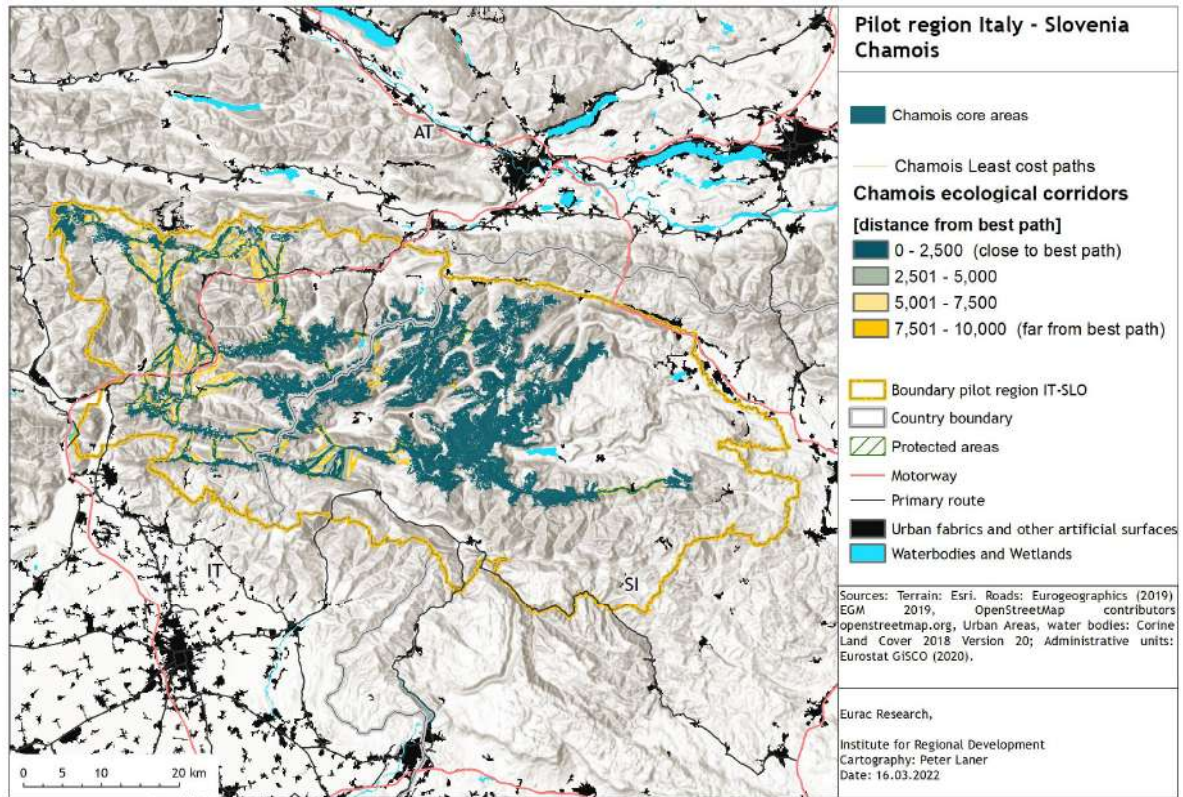 Pilot region Italy - Slovenia
Chamois
Chamois core areas
Chamois Least cost paths
Chamois ecological corridors
[distance from best path]
0 - 2,500 (close to best path)
2,501 - 5,000
5,001 - 7,500
7,501 - 10,000 (far from best path)
Boundary pilot region IT-SLO
Country boundary
Protected areas
Motorway
Primary route
Urban fabrics and other artificial surfaces
Waterbodies and Wetlands
Sources: Terrain: Esri. Roads: Eurogeographics (2019)
EGM 2019, OpenStreetMap contributors
openstreetmap.org, Urban Areas, water bodies: Corine
Land Cover 2018 Version 20; Administrative units:
Eurostat GISCO (2020).
Eurac Research,
Institute for Regional Development
Cartography: Peter Laner
Date: 16.03.2022
AT
IT
SI
0 5 10 20 km